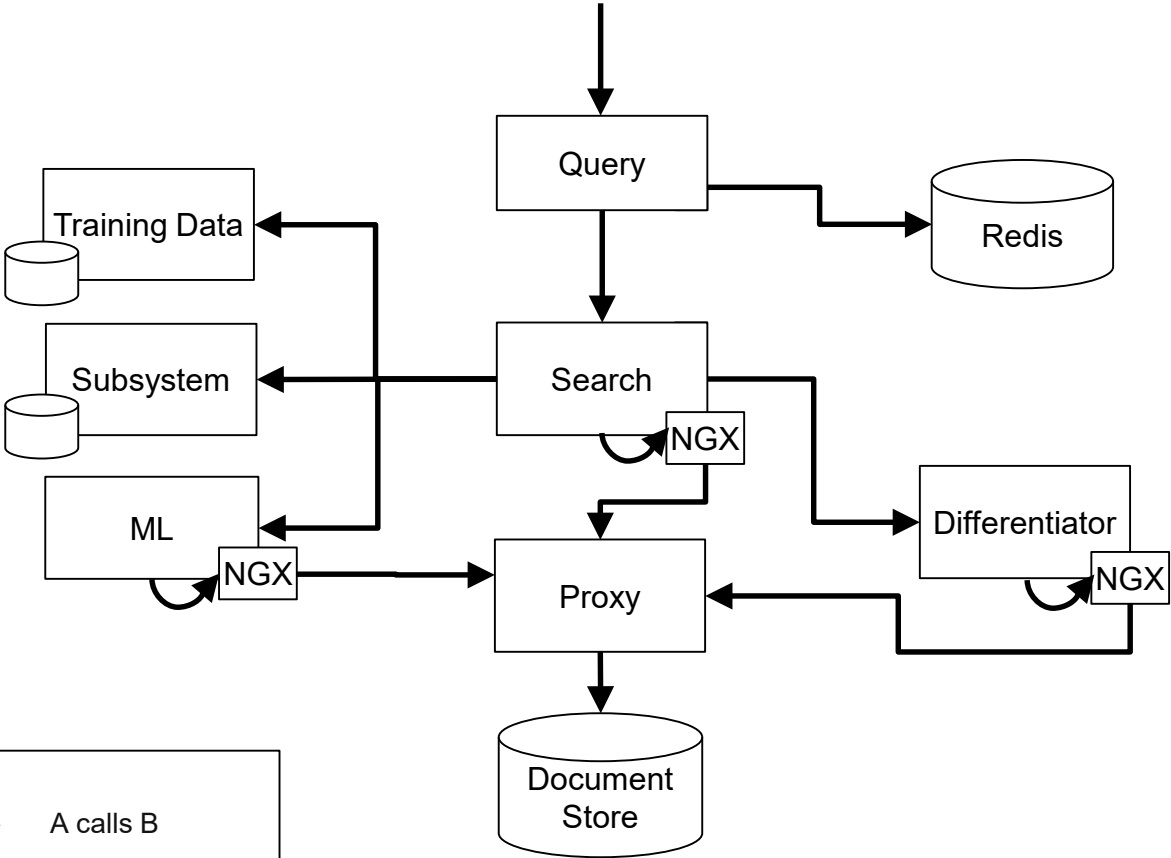 Query
Training Data
Redis
Subsystem
Search
NGX
ML
Differentiator
NGX
NGX
Proxy
Document
Store
A calls B